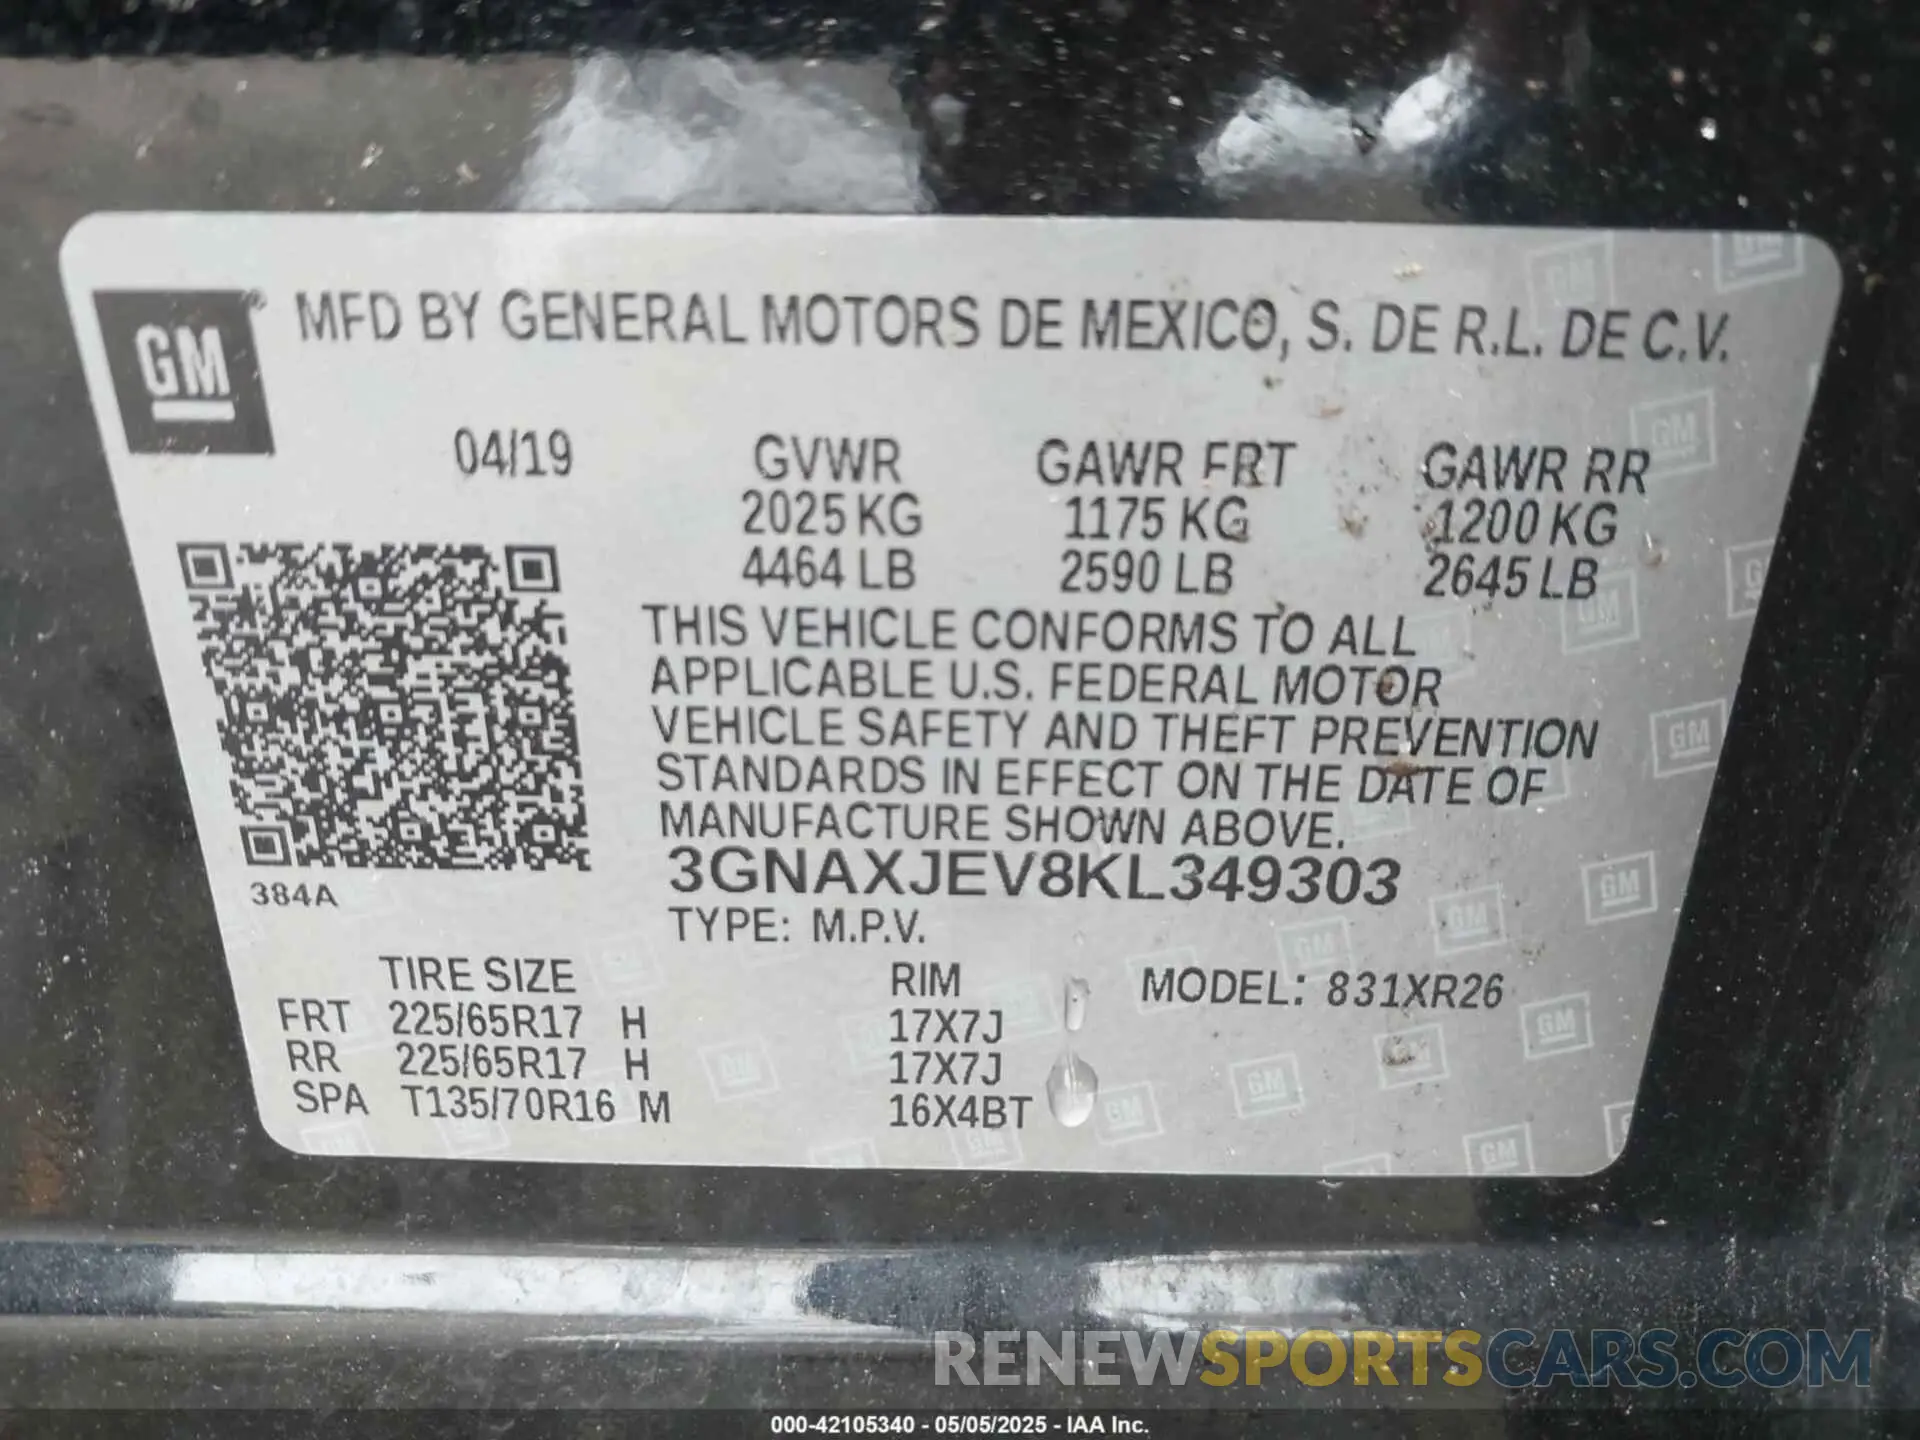 GM® MFD BY GENERAL MOTORS DE MEXICO, S. DE R.L. DE C.V.
04/19 GVWR GAWR FRT GAWR RR
2025 KG 1175 KG 1200 KG
4464 LB 2590 LB 2645 LB
THIS VEHICLE CONFORMS TO ALL
APPLICABLE U.S. FEDERAL MOTOR
VEHICLE SAFETY AND THEFT PREVENTION
STANDARDS IN EFFECT ON THE DATE OF
MANUFACTURE SHOWN ABOVE.
3GNAXJEV8KL349303
384A
TYPE: M.P.V.
TIRE SIZE RIM MODEL: 831XR26
FRT 225/65R17 H 17X7J
RR 225/65R17 H 17X7J
SPA T135/70R16 M 16X4BT
RENEWSPORTSCARS.COM
000-42105340 - 05/05/2025 - IAA Inc.